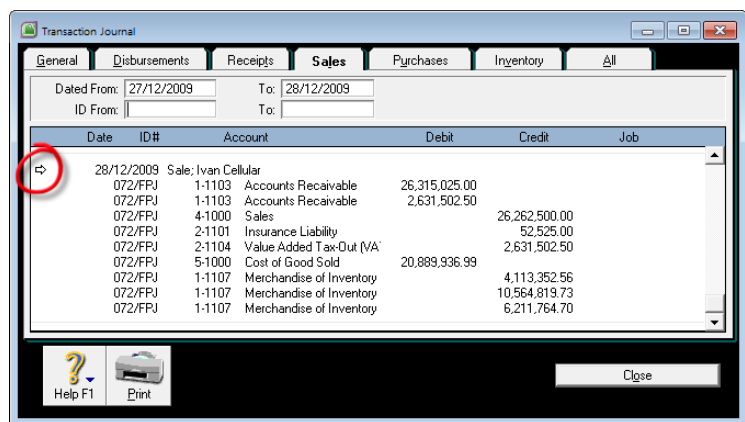 Transaction Journal
General Disbursements Receipts Sales Purchases Inventory All
Dated From: 27/12/2009 To: 28/12/2009
ID From: To:
Date ID# Account Debit Credit Job
28/12/2009 Sale; Ivan Cellular
072/FPJ 1-1103 Accounts Recaivable 26,315,025.00
072/FPJ 1-1103 Accounts Recaivable 2,631,502.50
072/FPJ 4-1000 Sales 26,262,500.00
072/FPJ 2-1101 Insurance Liability 52,525.00
072/FPJ 2-1104 Value Added Tax-Out (VA 2,631,502.50
072/FPJ 5-1000 Cost of Good Sold 20,889,936.99
072/FPJ 1-1107 Merchandise of Inventory 4,113,352.56
072/FPJ 1-1107 Merchandise of Inventory 10,564,819.73
072/FPJ 1-1107 Merchandise of Inventory 6,211,764.70
Help F1 Print Close